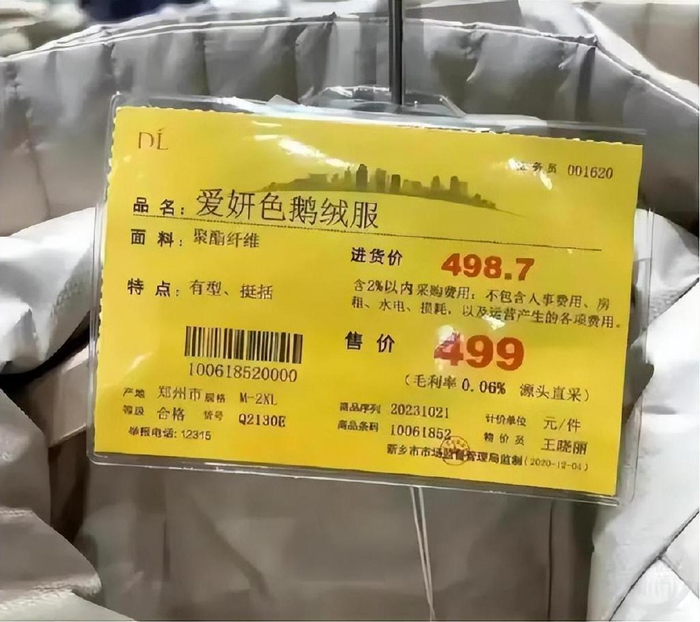 DL
业务员 001620
品名: 爱妍色鹅绒服
面料: 聚酯纤维
进货价 498.7
含2%以内采购费用; 不包含人事费用、房
租、水电、损耗, 以及运营产生的各项费用。
特点: 有型、挺括
售价 499
(毛利率 0.06% 源头直采)
100618520000
产地 郑州市 规格 M-2XL
商品序列 20231021 计价单位 元/件
等级 合格 货号 Q2130E
商品条码 10061852 物价员 王晓丽
举报电话: 12315
新乡市市场监督管理局监制(2020-12-04)